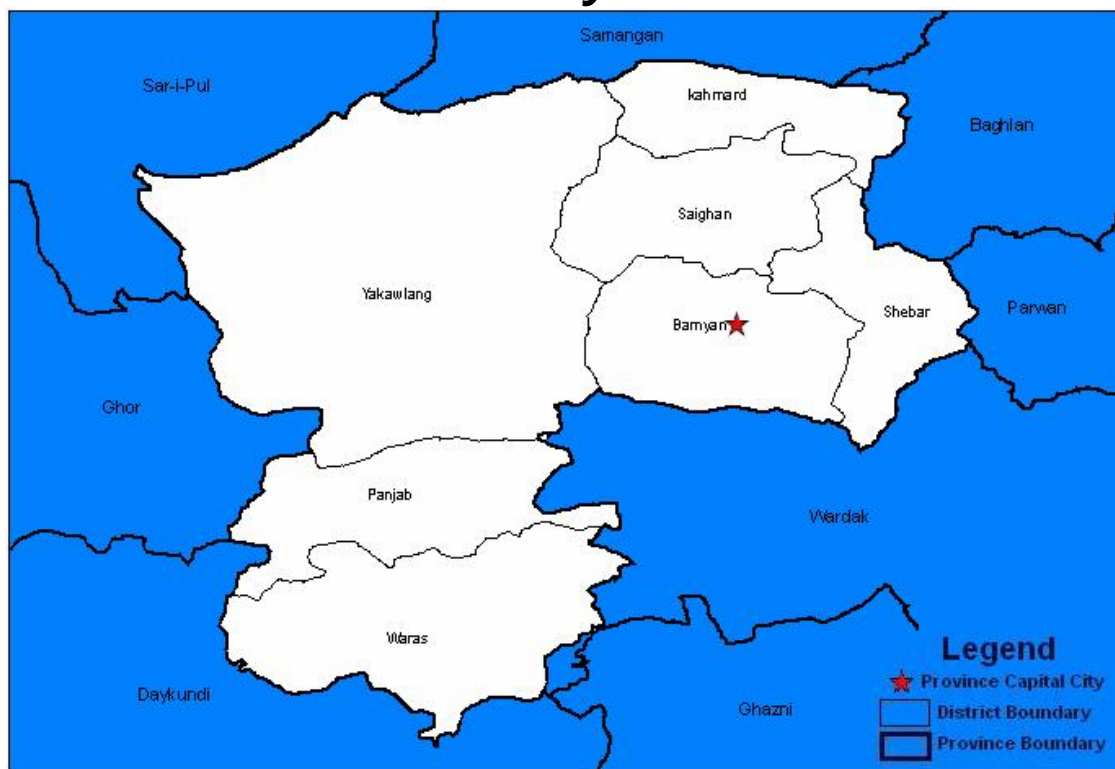 Samangan
Sar-i-Pul
kahmard
Baghlan
Saighan
Yakawlang
Shebar
Parwan
Bamyan
Ghor
Panjab
Wardak
Waras
Daykundi
Ghazni
Legend
Province Capital City
District Boundary
Province Boundary